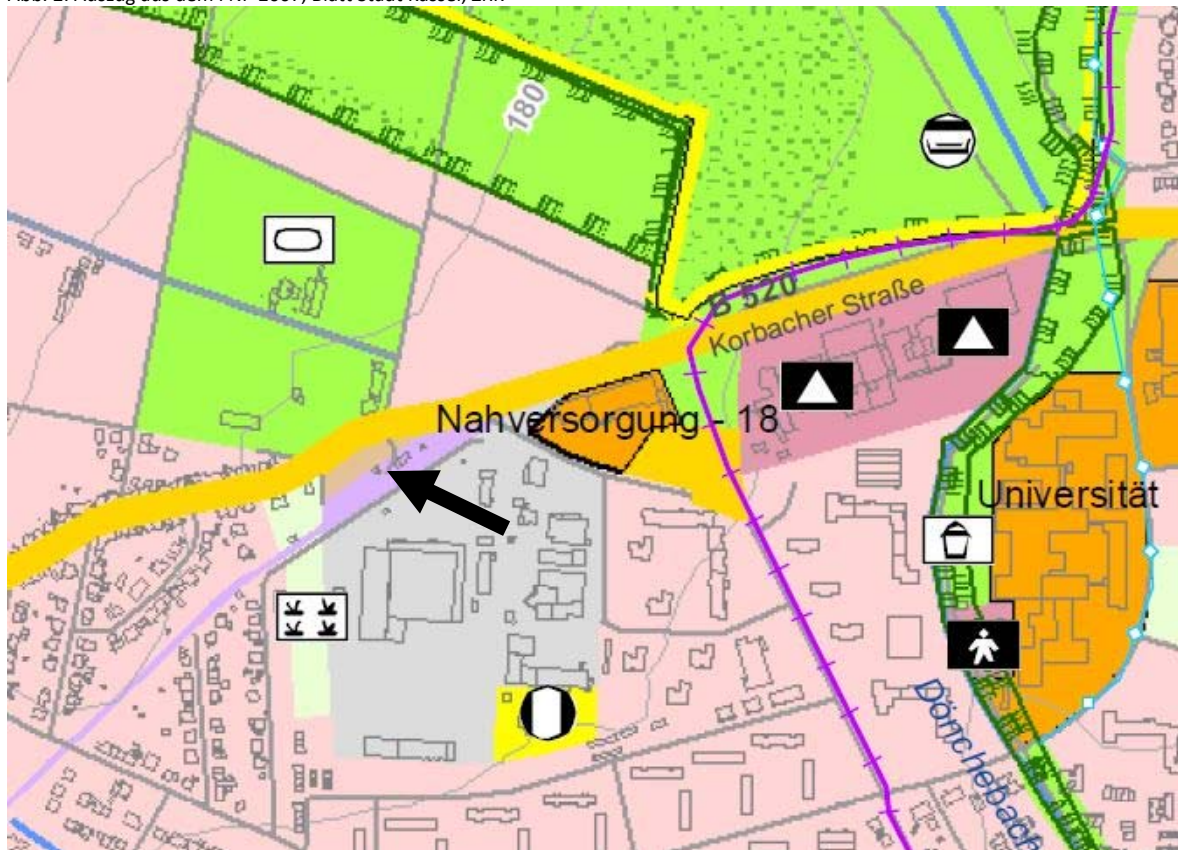 180
B 520
Korbacher Straße
Nahversorgung - 18
Universität
Dönchebach